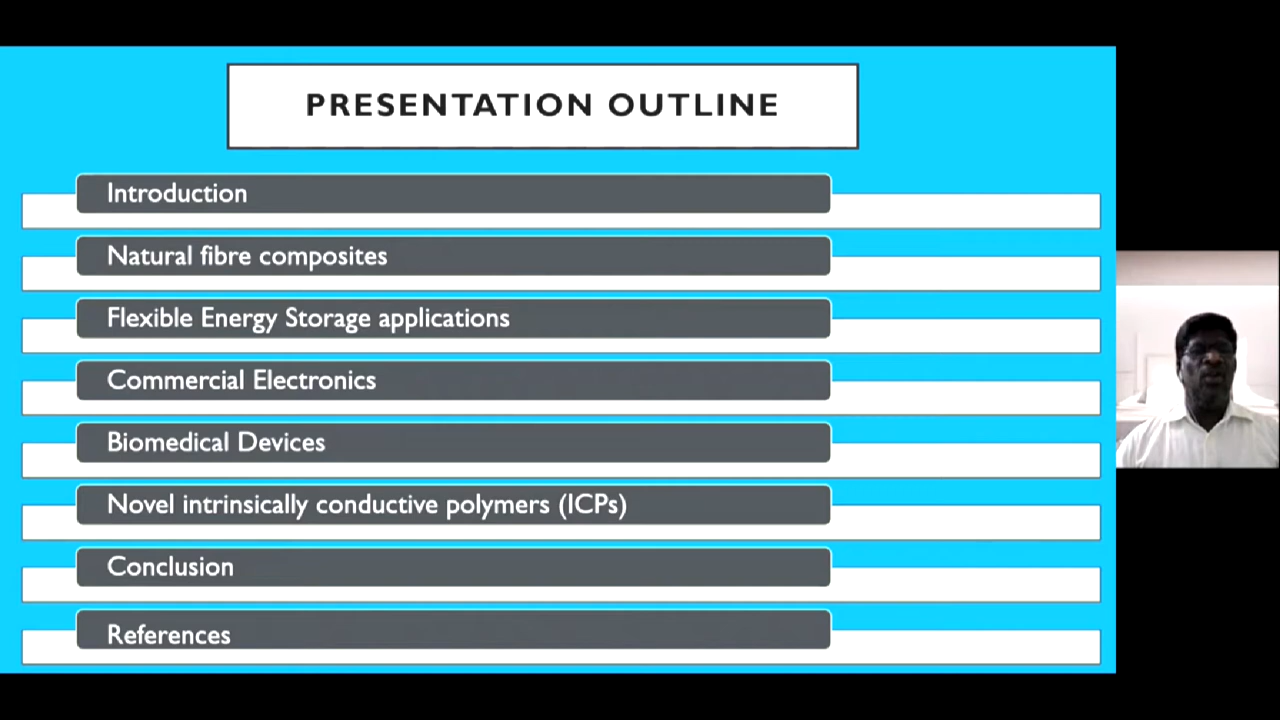 PRESENTATION OUTLINE
Introduction
Natural fibre composites
Flexible Energy Storage applications
Commercial Electronics
Biomedical Devices
Novel intrinsically conductive polymers (ICPs)
Conclusion
References